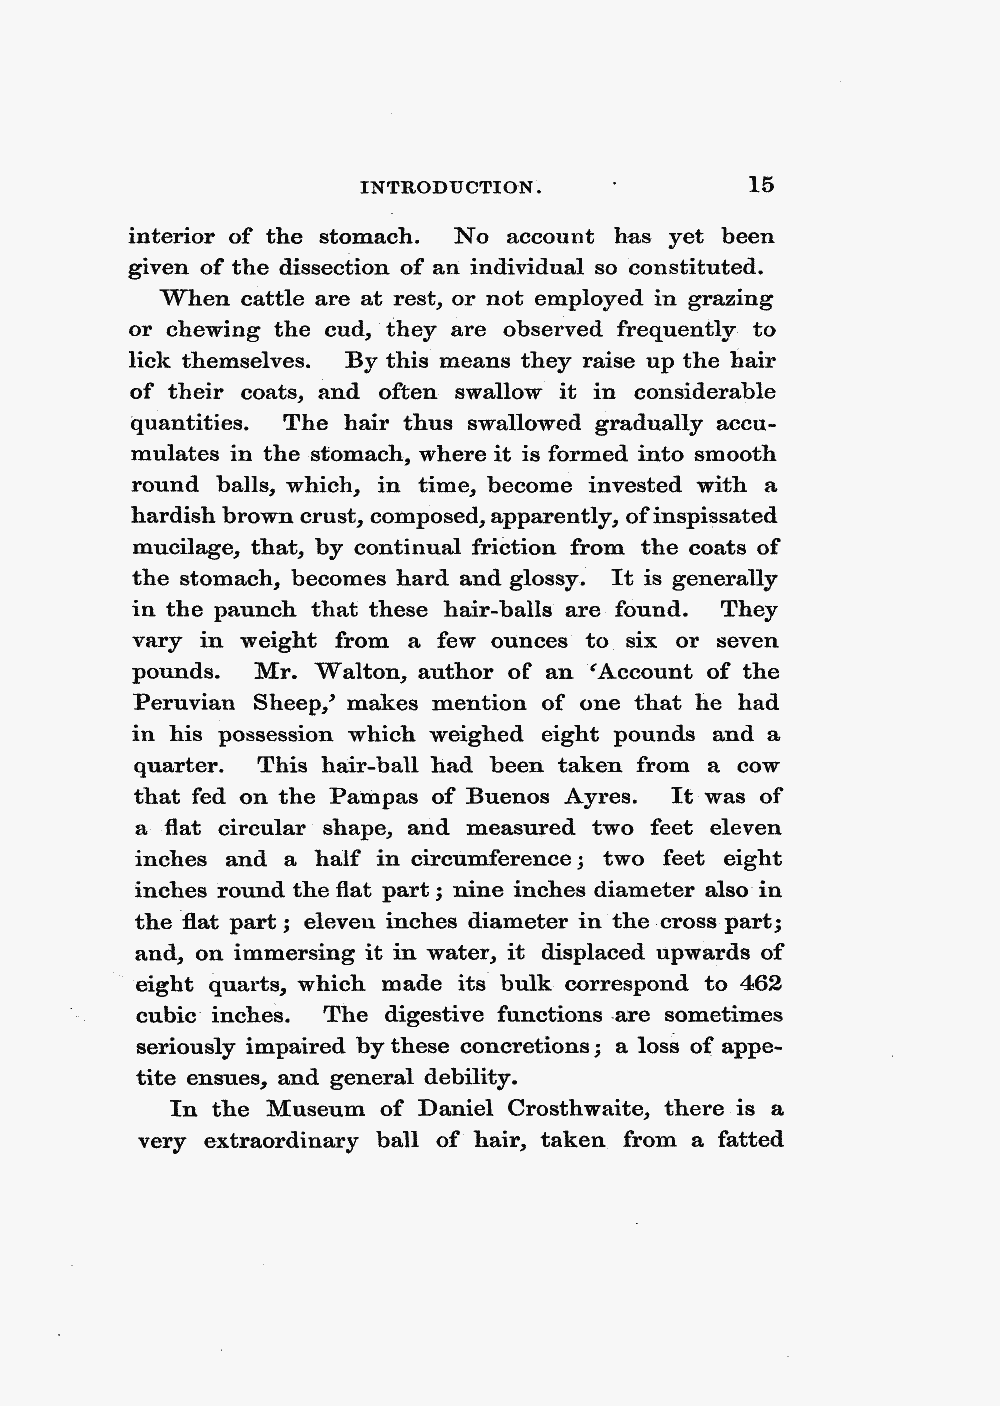 INTRODUCTION. 15
interior of the stomach. No account has yet been
given of the dissection of an individual so constituted.
When cattle are at rest, or not employed in grazing
or chewing the cud, they are observed frequently to
lick themselves. By this means they raise up the hair
of their coats, and often swallow it in considerable
quantities. The hair thus swallowed gradually accu-
mulates in the stomach, where it is formed into smooth
round balls, which, in time, become invested with a
hardish brown crust, composed, apparently, of inspissated
mucilage, that, by continual friction from the coats of
the stomach, becomes hard and glossy. It is generally
in the paunch that these hair-balls are found. They
vary in weight from a few ounces to six or seven
pounds. Mr. Walton, author of an ‘Account of the
Peruvian Sheep,’ makes mention of one that he had
in his possession which weighed eight pounds and a
quarter. This hair-ball had been taken from a cow
that fed on the Pampas of Buenos Ayres. It was of
a flat circular shape, and measured two feet eleven
inches and a half in circumference; two feet eight
inches round the flat part; nine inches diameter also in
the flat part; eleven inches diameter in the cross part;
and, on immersing it in water, it displaced upwards of
eight quarts, which made its bulk correspond to 462
cubic inches. The digestive functions are sometimes
seriously impaired by these concretions; a loss of appe-
tite ensues, and general debility.
In the Museum of Daniel Crosthwaite, there is a
very extraordinary ball of hair, taken from a fatted